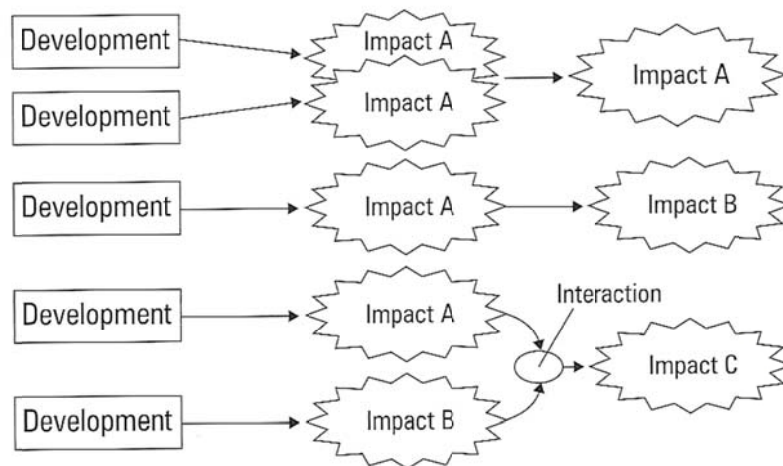 Development
Impact A
Impact A
Development
Impact A
Development
Impact A
Impact B
Development
Impact A
Interaction
Impact C
Development
Impact B